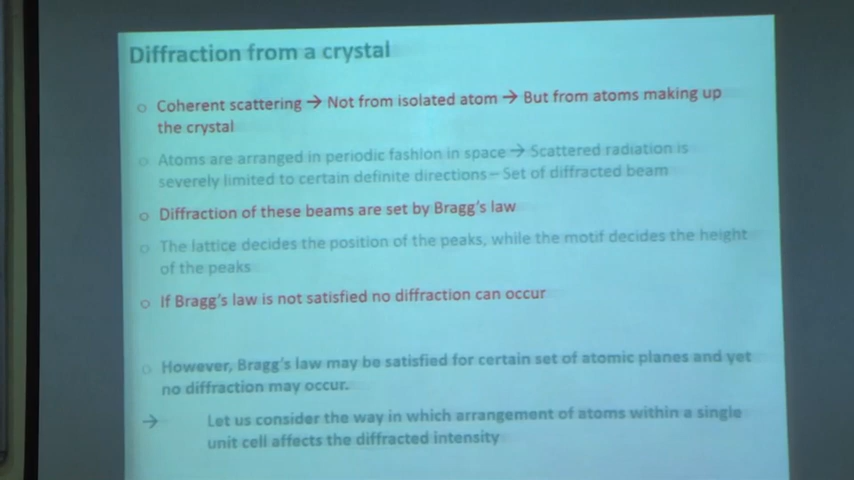 Diffraction from a crystal
o Coherent scattering → Not from isolated atom → But from atoms making up
the crystal
o Atoms are arranged in periodic fashion in space → Scattered radiation is
severely limited to certain definite directions – Set of diffracted beam
o Diffraction of these beams are set by Bragg's law
o The lattice decides the position of the peaks, while the motif decides the height
of the peaks
o If Bragg's law is not satisfied no diffraction can occur
o However, Bragg's law may be satisfied for certain set of atomic planes and yet
no diffraction may occur.
→ Let us consider the way in which arrangement of atoms within a single
unit cell affects the diffracted intensity